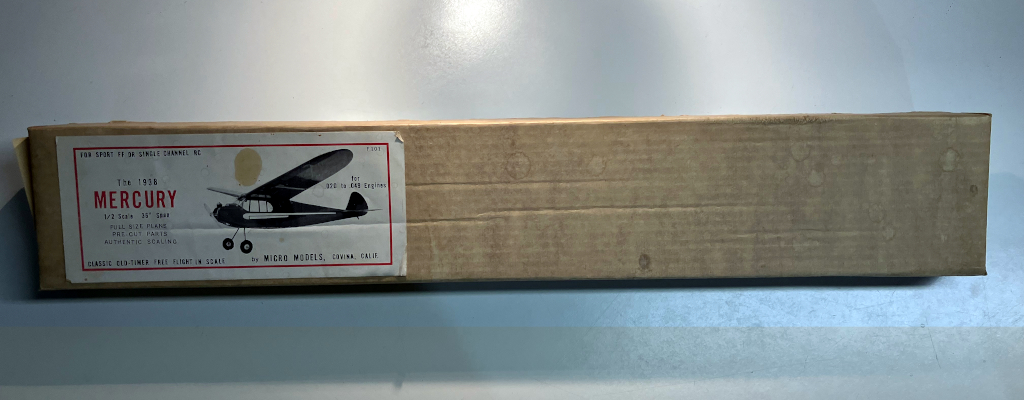 FOR SPORT FF OR SINGLE CHANNEL RC
The 1938
MERCURY
1/2 Scale 36" Span
FULL SIZE PLANS
PRE CUT PARTS
AUTHENTIC SCALING
for
.020 to .049 Engines
CLASSIC OLD-TIMER FREE FLIGHT IN SCALE
by MICRO MODELS, COVINA, CALIF.